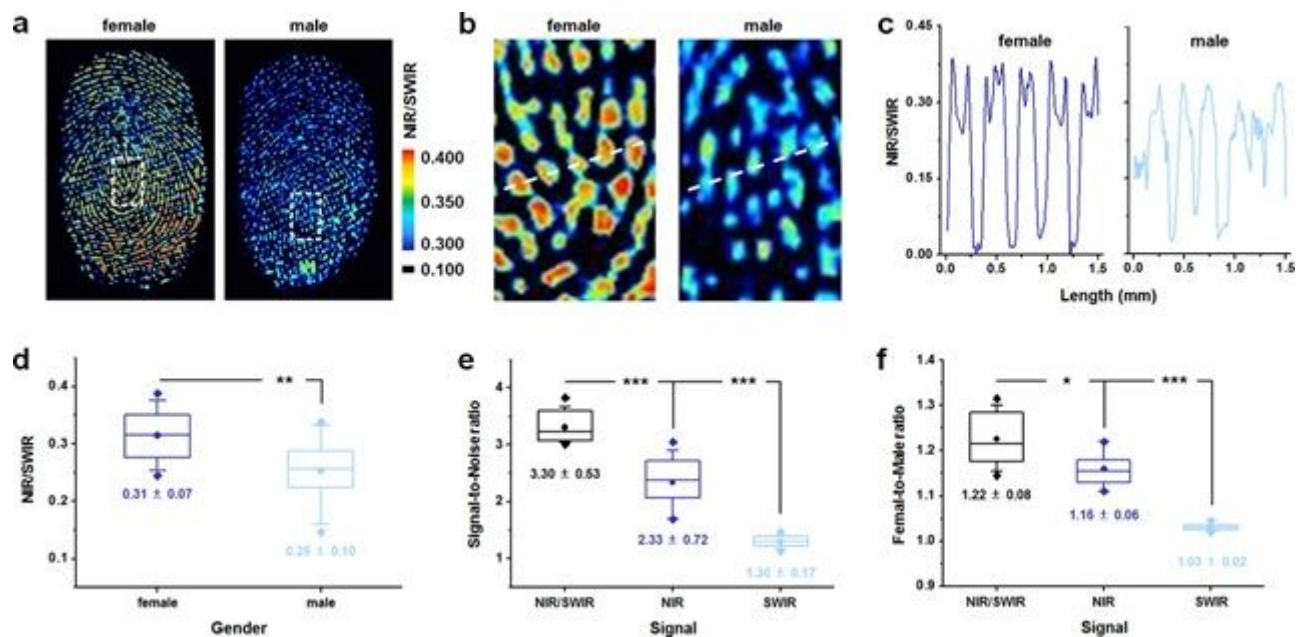 a
female
male
NIR/SWIR
0.400
0.350
0.300
0.100
b
female
male
c
female
male
NIR/SWIR
0.45
0.30
0.15
0.00
0.0 0.5 1.0 1.5
0.0 0.5 1.0 1.5
Length (mm)
d
NIR/SWIR
0.4
0.3
0.2
0.1
**
0.31 ± 0.07
0.25 ± 0.10
female
male
Gender
e
Signal-to-Noise ratio
4
3
2
1
***
***
3.30 ± 0.53
2.33 ± 0.72
1.30 ± 0.17
NIR/SWIR
NIR
SWIR
Signal
f
Femal-to-Male ratio
1.4
1.3
1.2
1.1
1.0
0.9
*
***
1.22 ± 0.08
1.16 ± 0.06
1.03 ± 0.02
NIR/SWIR
NIR
SWIR
Signal